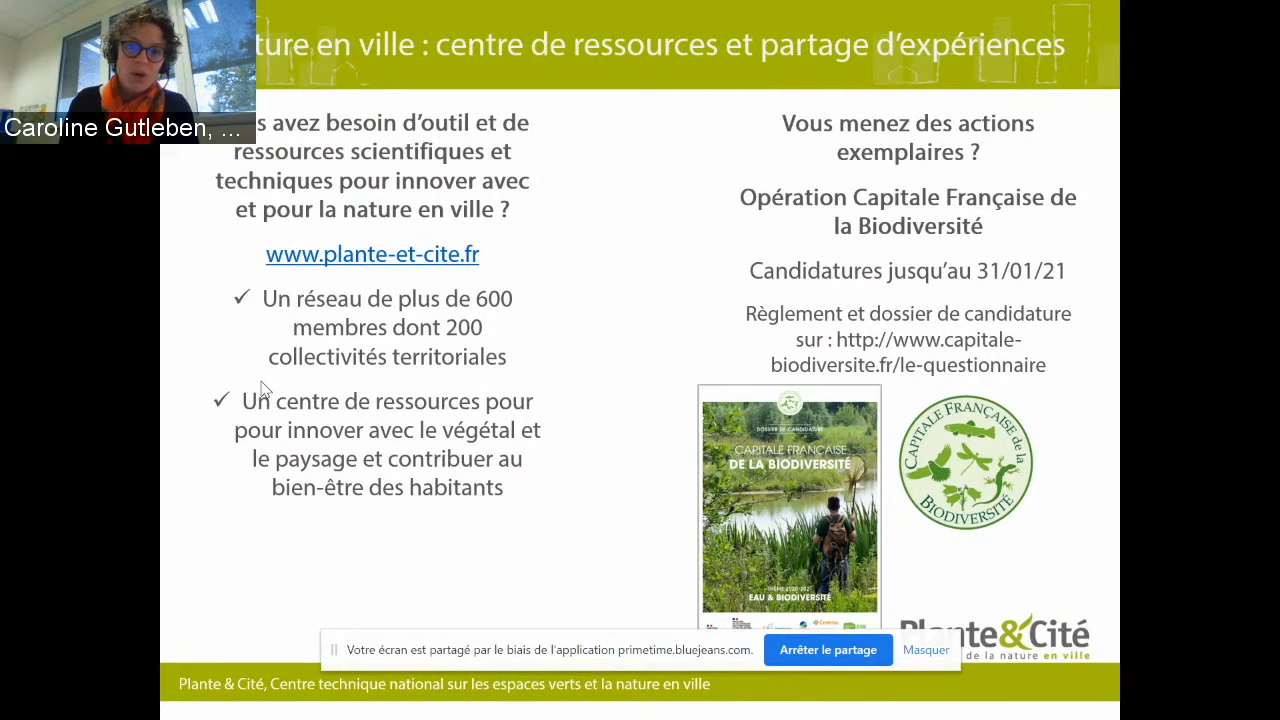 ture en ville : centre de ressources et partage d'expériences
Caroline Gutleben, ...
s avez besoin d'outil et de
ressources scientifiques et
techniques pour innover avec
et pour la nature en ville ?
www.plante-et-cite.fr
✓ Un réseau de plus de 600
membres dont 200
collectivités territoriales
✓ Un centre de ressources pour
pour innover avec le végétal et
le paysage et contribuer au
bien-être des habitants
Vous menez des actions
exemplaires ?
Opération Capitale Française de
la Biodiversité
Candidatures jusqu'au 31/01/21
Règlement et dossier de candidature
sur : http://www.capitale-
biodiversite.fr/le-questionnaire
DOSSIER DE CANDIDATURE
CAPITALE FRANÇAISE
DE LA BIODIVERSITÉ
THÈME 2020-2021
EAU & BIODIVERSITÉ
Cerema
CAPITALE FRANÇAISE de la
BIODIVERSITÉ
Plante&Cité
de la nature en ville
Votre écran est partagé par le biais de l'application primetime.bluejeans.com.
Arrêter le partage
Masquer
Plante & Cité, Centre technique national sur les espaces verts et la nature en ville